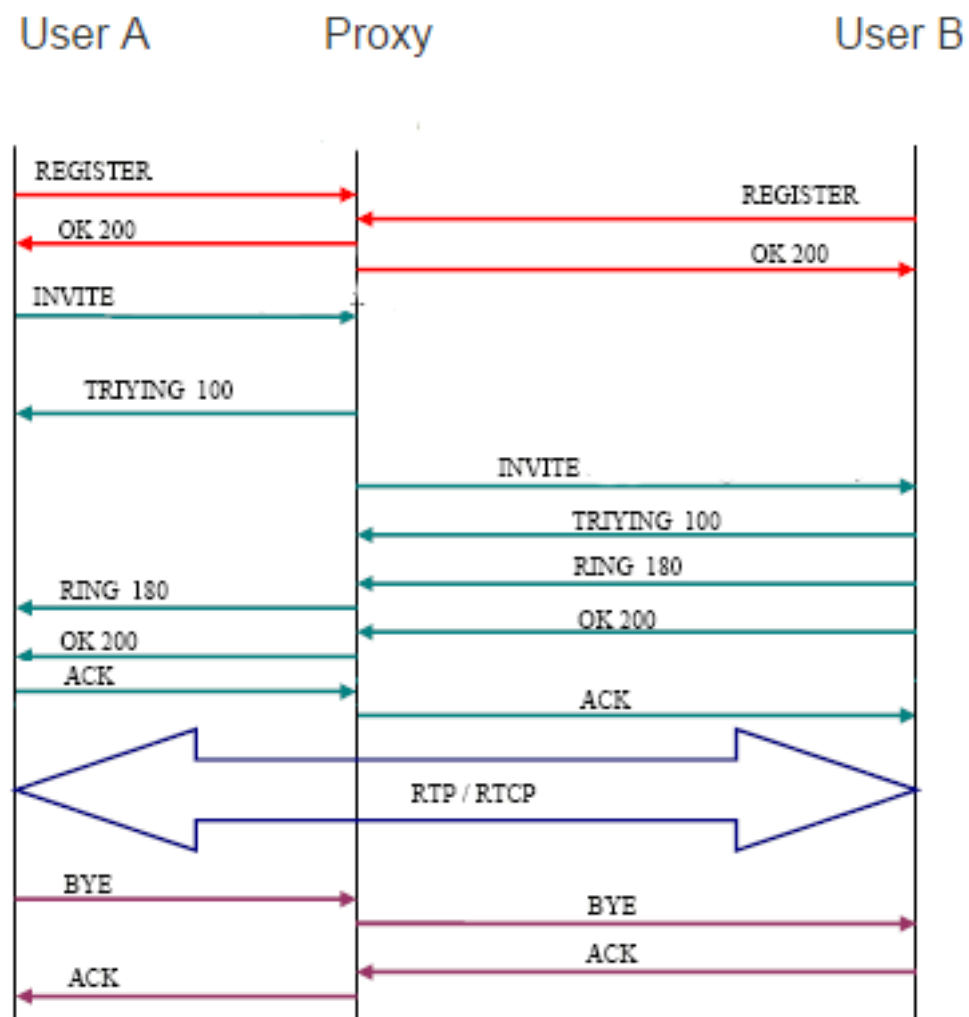 User A Proxy User B
REGISTER
REGISTER
OK 200
OK 200
INVITE
TRIYING 100
INVITE
TRIYING 100
RING 180
RING 180
OK 200
OK 200
ACK
ACK
RTP / RTCP
BYE
BYE
ACK
ACK